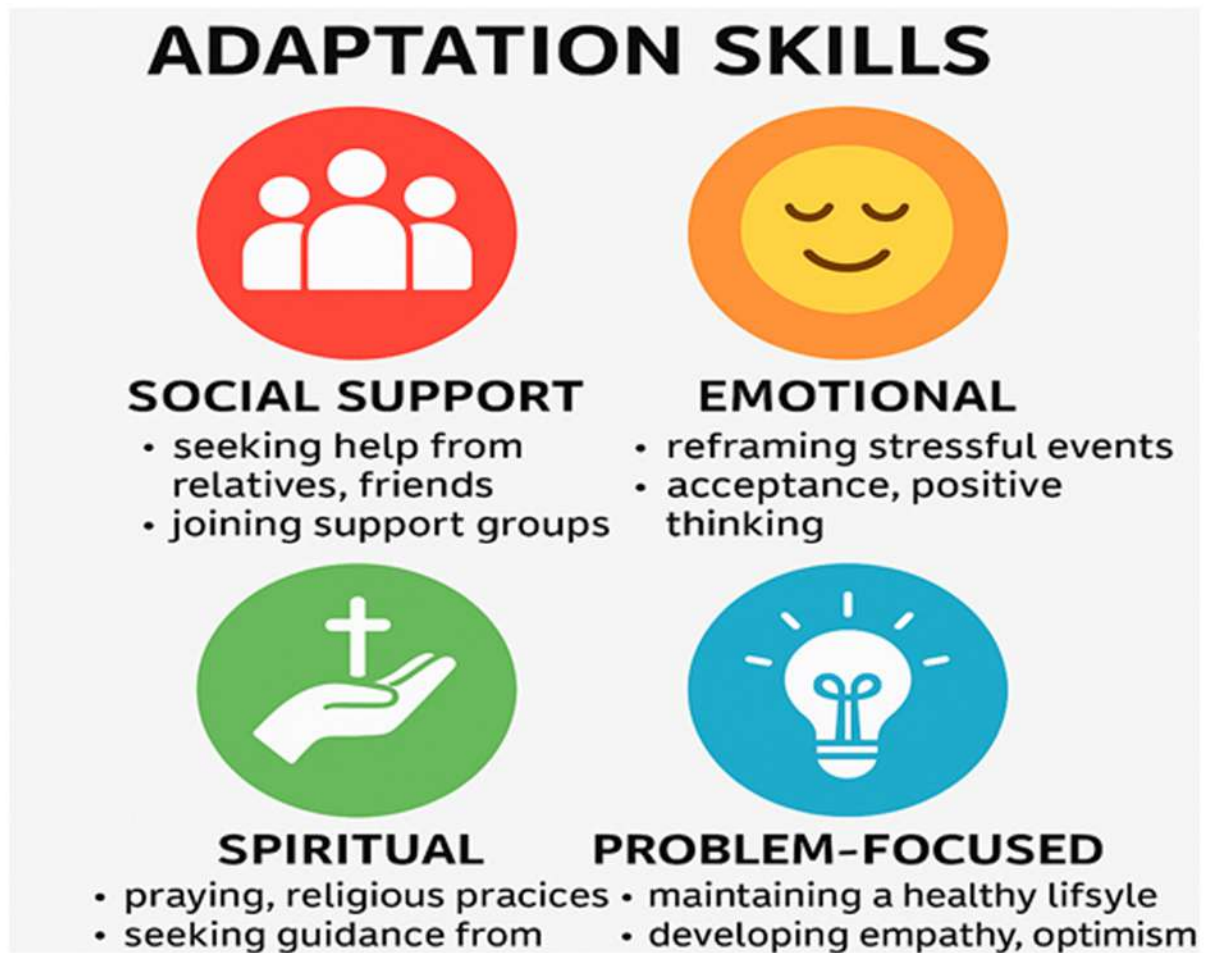 ADAPTATION SKILLS
SOCIAL SUPPORT
• seeking help from
relatives, friends
• joining support groups
EMOTIONAL
• reframing stressful events
• acceptance, positive
thinking
SPIRITUAL
• praying, religious pracices
• seeking guidance from
PROBLEM-FOCUSED
• maintaining a healthy lifsyle
• developing empathy, optimism